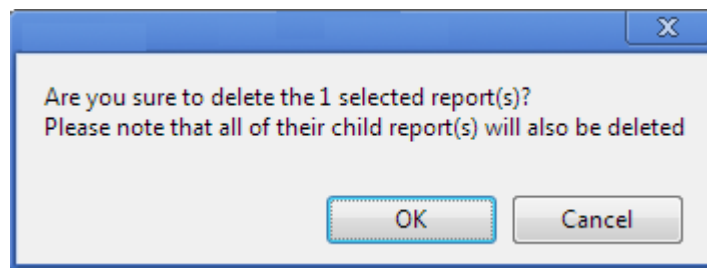 Are you sure to delete the 1 selected report(s)?
Please note that all of their child report(s) will also be deleted
OK Cancel